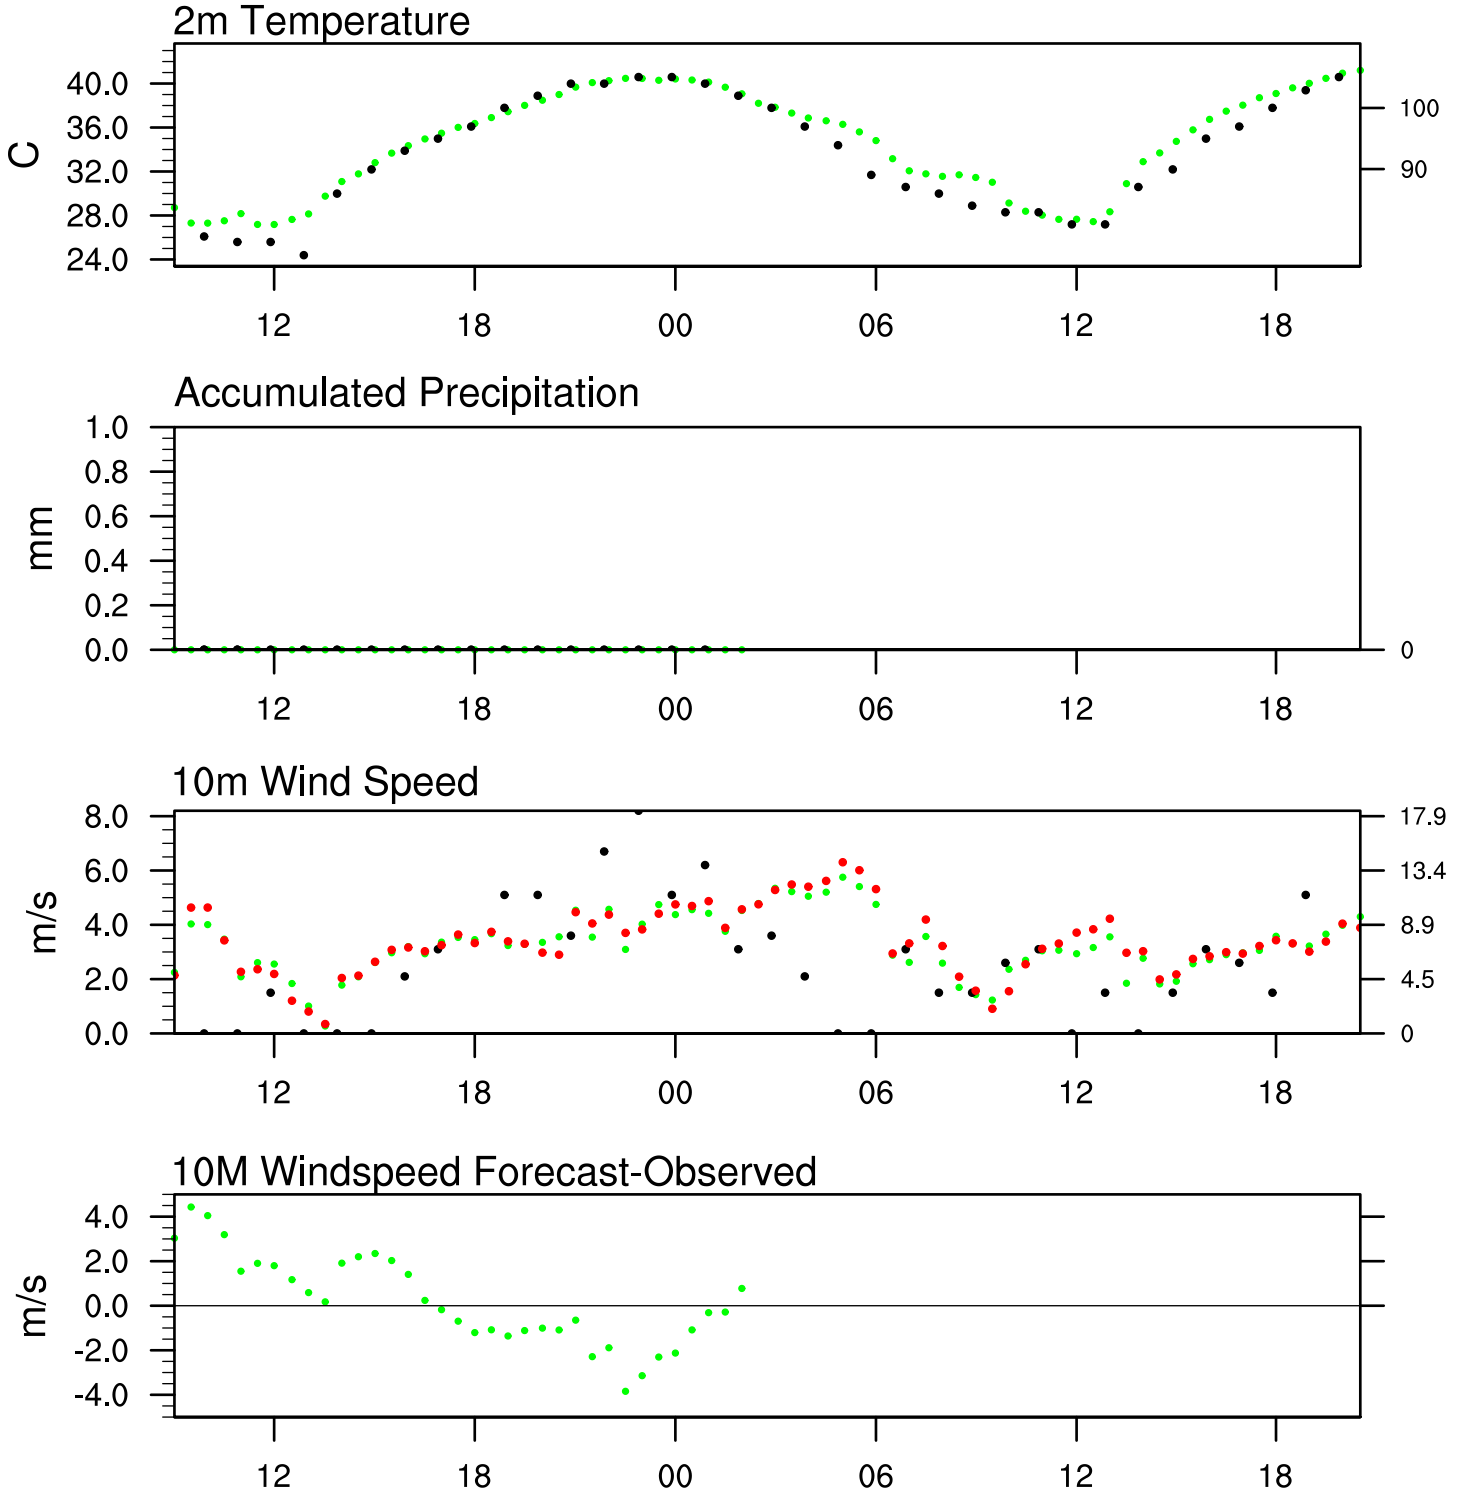 2m Temperature
40.0
36.0
32.0
28.0
24.0
C
100
90
12 18 00 06 12 18
Accumulated Precipitation
1.0
0.8
0.6
0.4
0.2
0.0
mm
0
12 18 00 06 12 18
10m Wind Speed
8.0
6.0
4.0
2.0
0.0
m/s
17.9
13.4
8.9
4.5
0
12 18 00 06 12 18
10M Windspeed Forecast-Observed
4.0
2.0
0.0
-2.0
-4.0
m/s
12 18 00 06 12 18